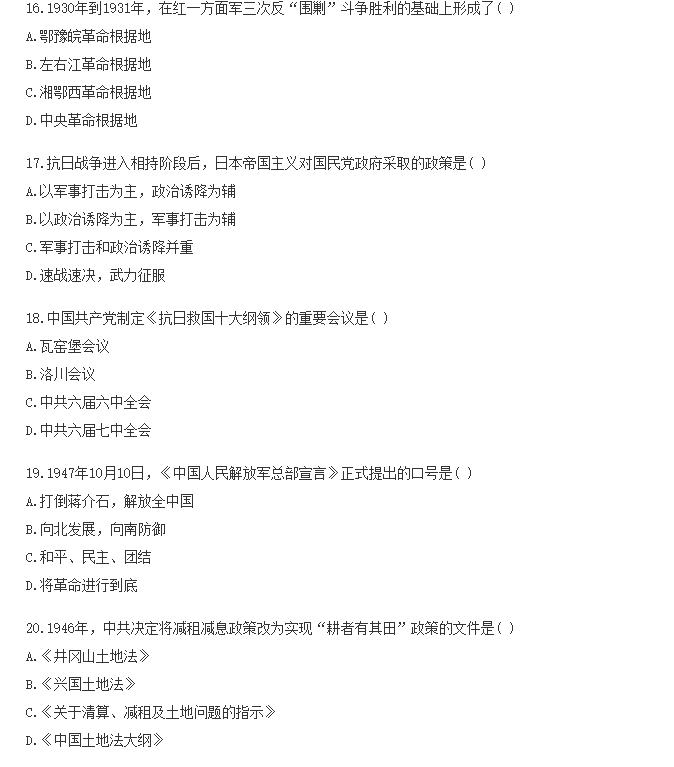 16.1930年到1931年，在红一方面军三次反“围剿”斗争胜利的基础上形成了( )
A.鄂豫皖革命根据地
B.左右江革命根据地
C.湘鄂西革命根据地
D.中央革命根据地
17.抗日战争进入相持阶段后，日本帝国主义对国民党政府采取的政策是( )
A.以军事打击为主，政治诱降为辅
B.以政治诱降为主，军事打击为辅
C.军事打击和政治诱降并重
D.速战速决，武力征服
18.中国共产党制定《抗日救国十大纲领》的重要会议是( )
A.瓦窑堡会议
B.洛川会议
C.中共六届六中全会
D.中共六届七中全会
19.1947年10月10日，《中国人民解放军总部宣言》正式提出的口号是( )
A.打倒蒋介石，解放全中国
B.向北发展，向南防御
C.和平、民主、团结
D.将革命进行到底
20.1946年，中共决定将减租减息政策改为实现“耕者有其田”政策的文件是( )
A.《井冈山土地法》
B.《兴国土地法》
C.《关于清算、减租及土地问题的指示》
D.《中国土地法大纲》